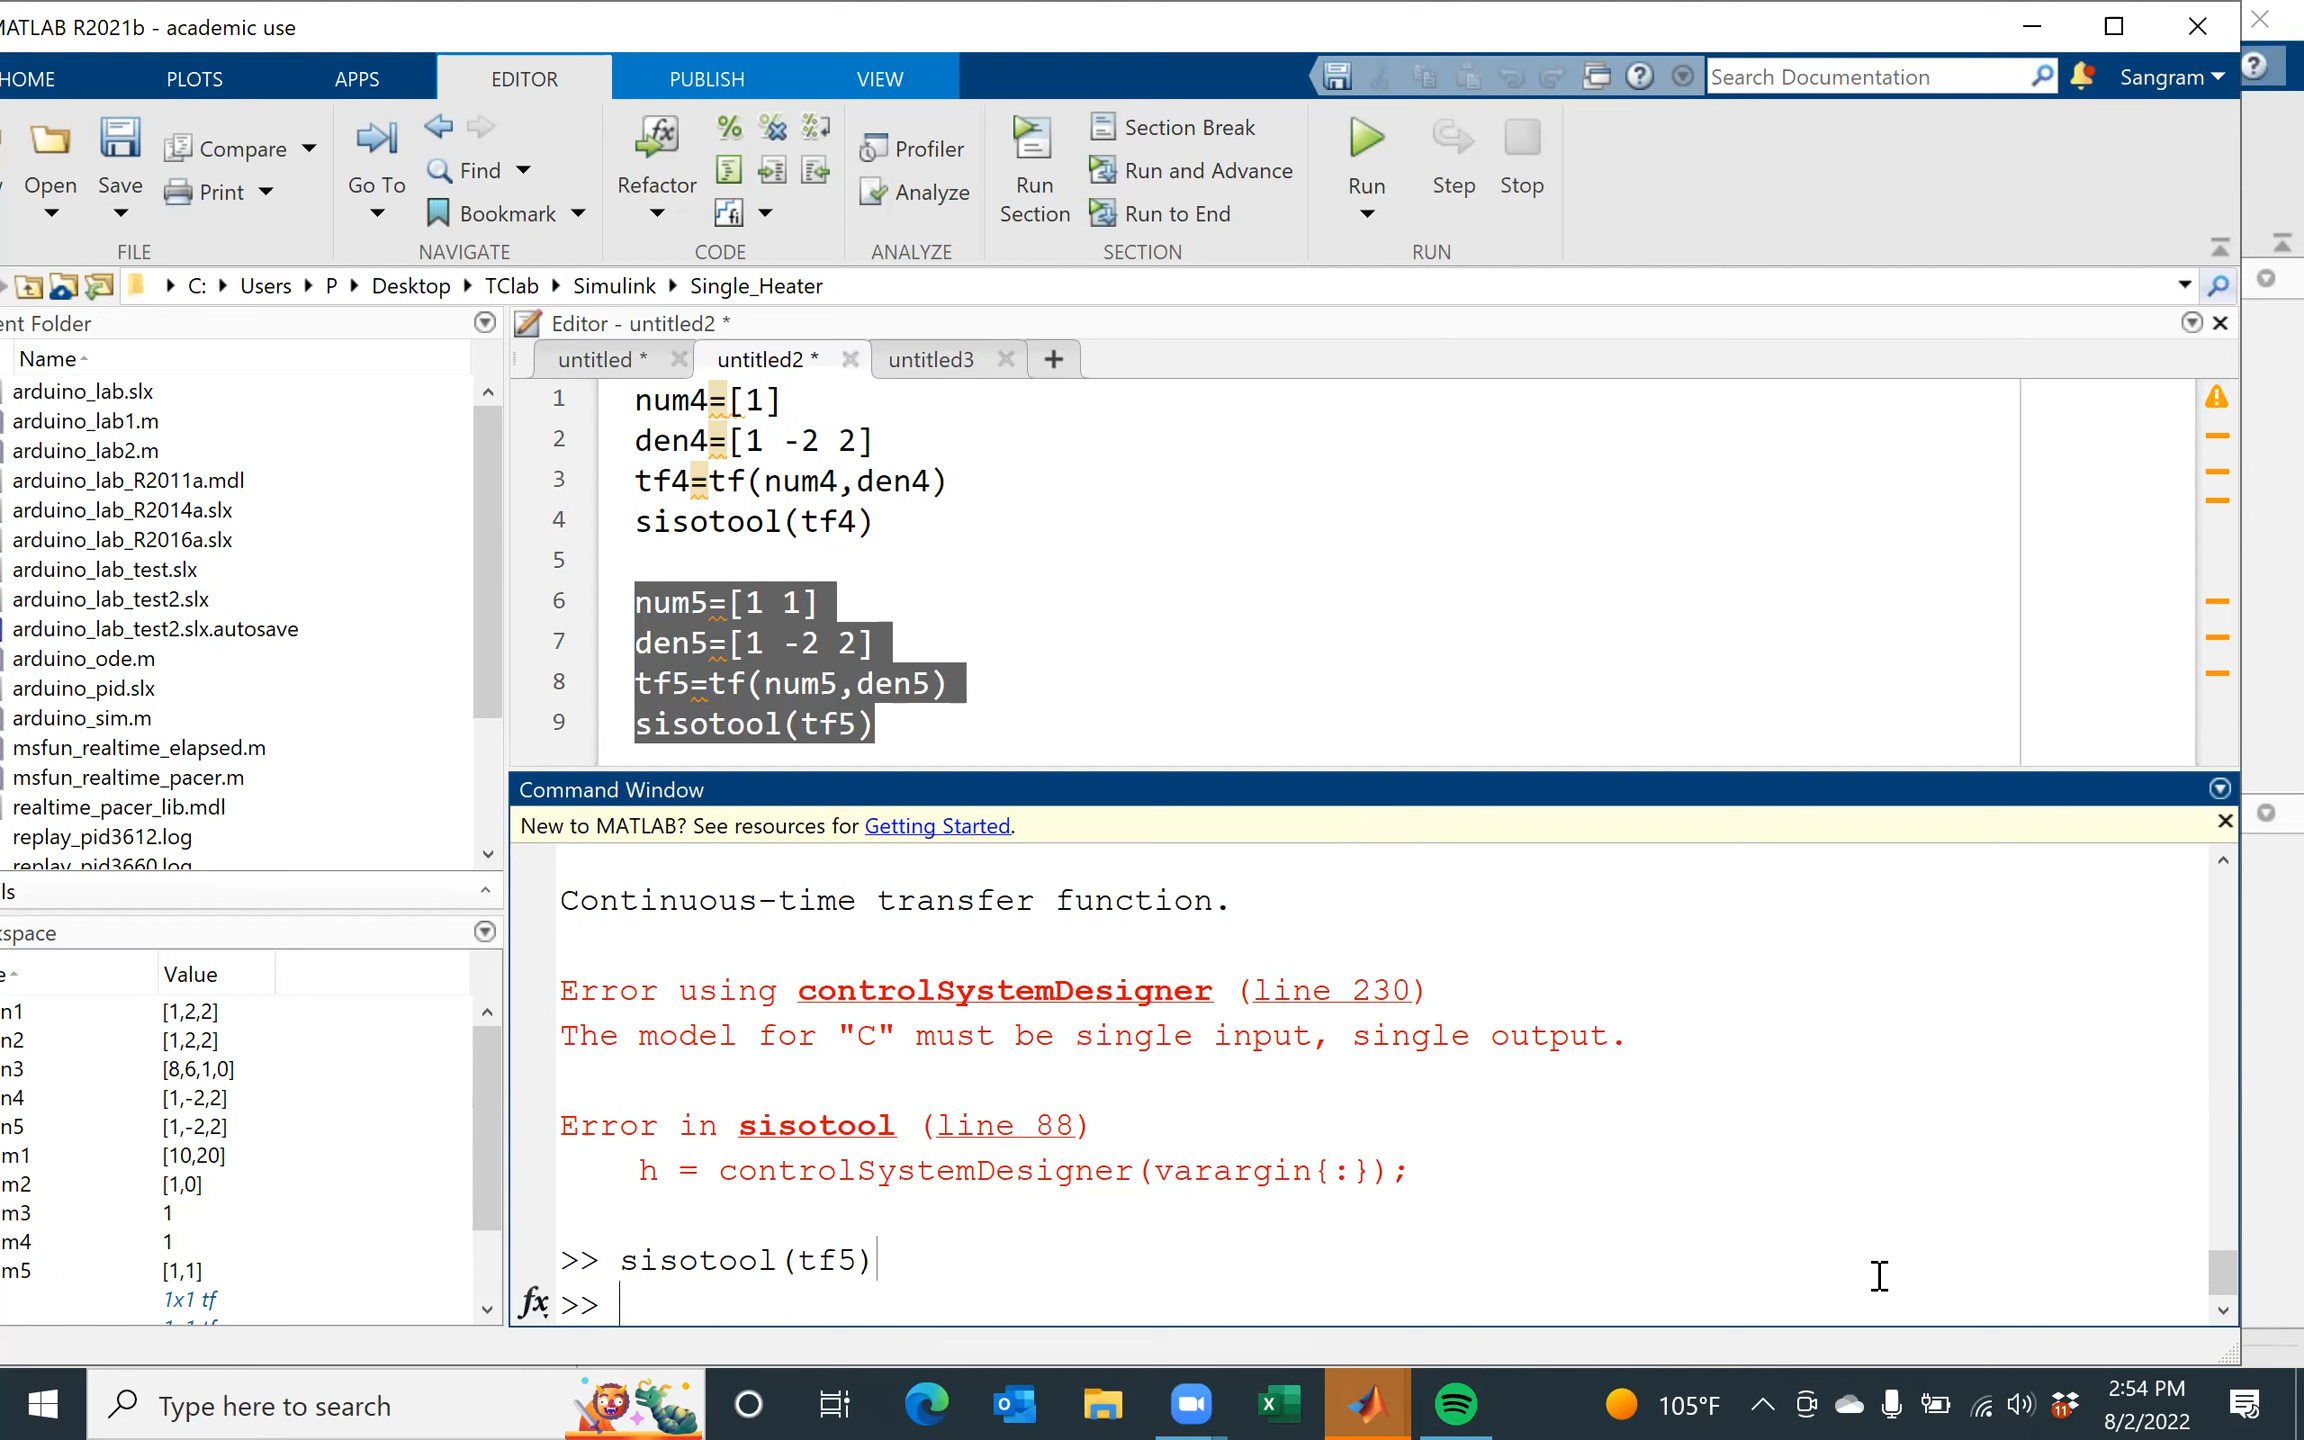 MATLAB R2021b - academic use
HOME PLOTS APPS EDITOR PUBLISH VIEW
Search Documentation
Sangram
Open
Save
Compare
Print
FILE
Go To
Find
Bookmark
NAVIGATE
Refactor
CODE
Profiler
Analyze
ANALYZE
Run
Section
Section Break
Run and Advance
Run to End
SECTION
Run
Step
Stop
RUN
C: Users P Desktop TClab Simulink Single_Heater
ent Folder
Name
arduino_lab.slx
arduino_lab1.m
arduino_lab2.m
arduino_lab_R2011a.mdl
arduino_lab_R2014a.slx
arduino_lab_R2016a.slx
arduino_lab_test.slx
arduino_lab_test2.slx
arduino_lab_test2.slx.autosave
arduino_ode.m
arduino_pid.slx
arduino_sim.m
msfun_realtime_elapsed.m
msfun_realtime_pacer.m
realtime_pacer_lib.mdl
replay_pid3612.log
replay_pid3660.log
ls
kspace
e Value
n1 [1,2,2]
n2 [1,2,2]
n3 [8,6,1,0]
n4 [1,-2,2]
n5 [1,-2,2]
m1 [10,20]
m2 [1,0]
m3 1
m4 1
m5 [1,1]
1x1 tf
Editor - untitled2 *
untitled * untitled2 * untitled3
1 num4=[1]
2 den4=[1 -2 2]
3 tf4=tf(num4,den4)
4 sisotool(tf4)
5
6 num5=[1 1]
7 den5=[1 -2 2]
8 tf5=tf(num5,den5)
9 sisotool(tf5)
Command Window
New to MATLAB? See resources for Getting Started.
Continuous-time transfer function.
Error using controlSystemDesigner (line 230)
The model for "C" must be single input, single output.
Error in sisotool (line 88)
h = controlSystemDesigner(varargin{:});
>> sisotool(tf5)
fx >>
Type here to search
105°F
11
2:54 PM
8/2/2022